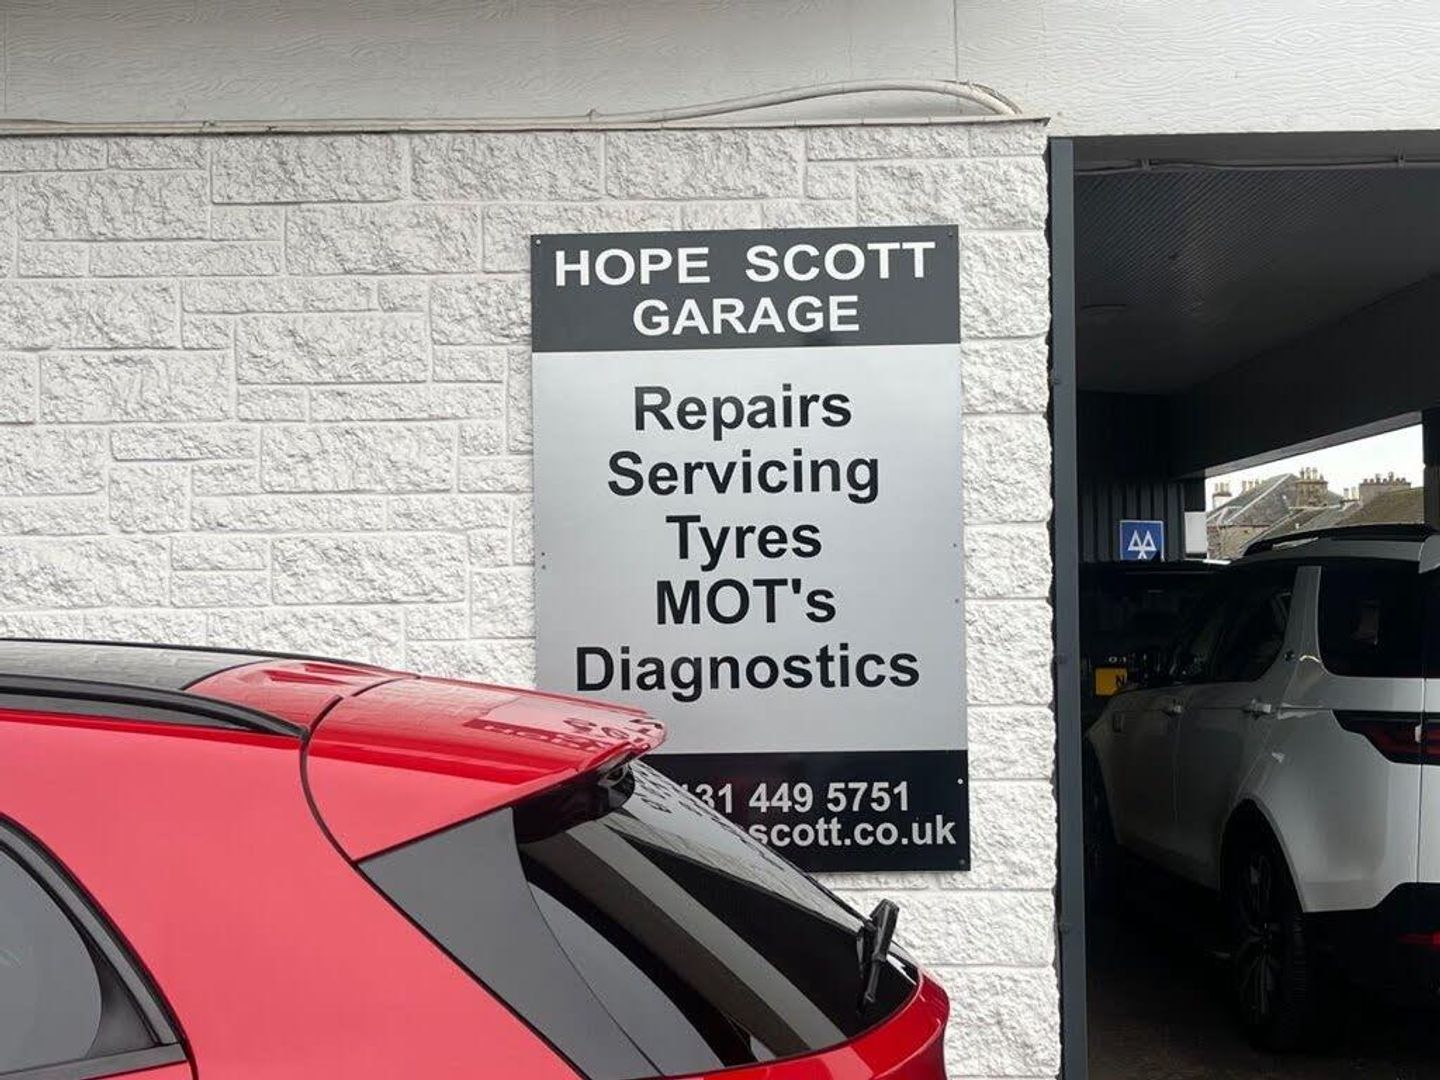 HOPE SCOTT
GARAGE
Repairs
Servicing
Tyres
MOT's
Diagnostics
131 449 5751
scott.co.uk